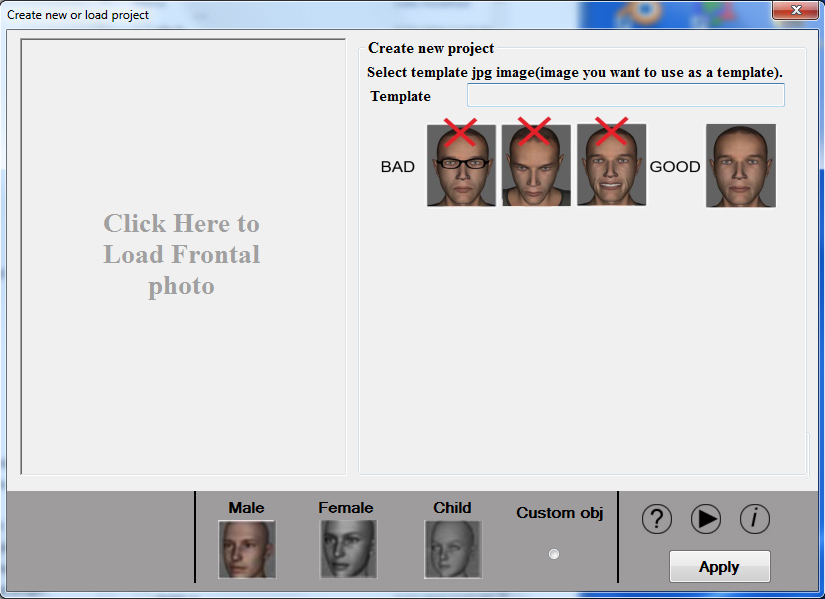 Create new or load project
Create new project
Select template jpg image(image you want to use as a template).
Template
BAD
GOOD
Click Here to
Load Frontal
photo
Male
Female
Child
Custom obj
?
i
Apply